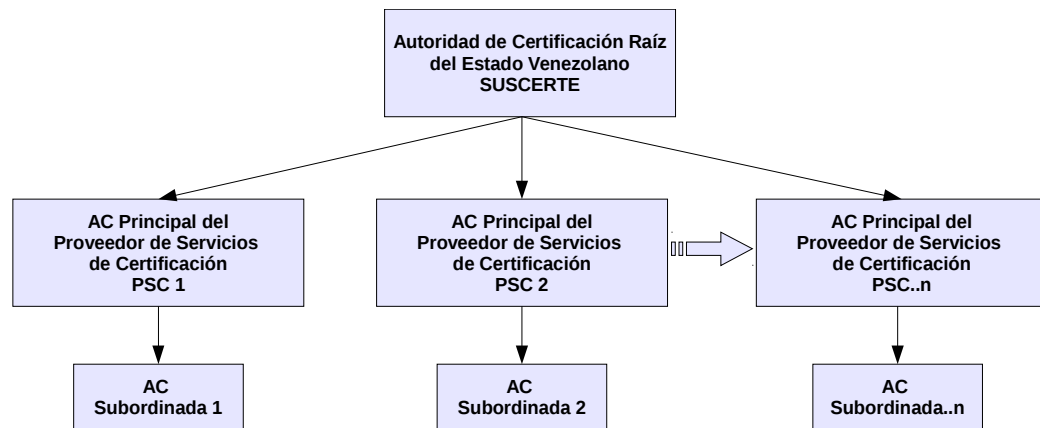 Autoridad de Certificación Raíz
del Estado Venezolano
SUSCERTE
AC Principal del
Proveedor de Servicios
de Certificación
PSC 1
AC Principal del
Proveedor de Servicios
de Certificación
PSC 2
AC Principal del
Proveedor de Servicios
de Certificación
PSC..n
AC
Subordinada 1
AC
Subordinada 2
AC
Subordinada..n